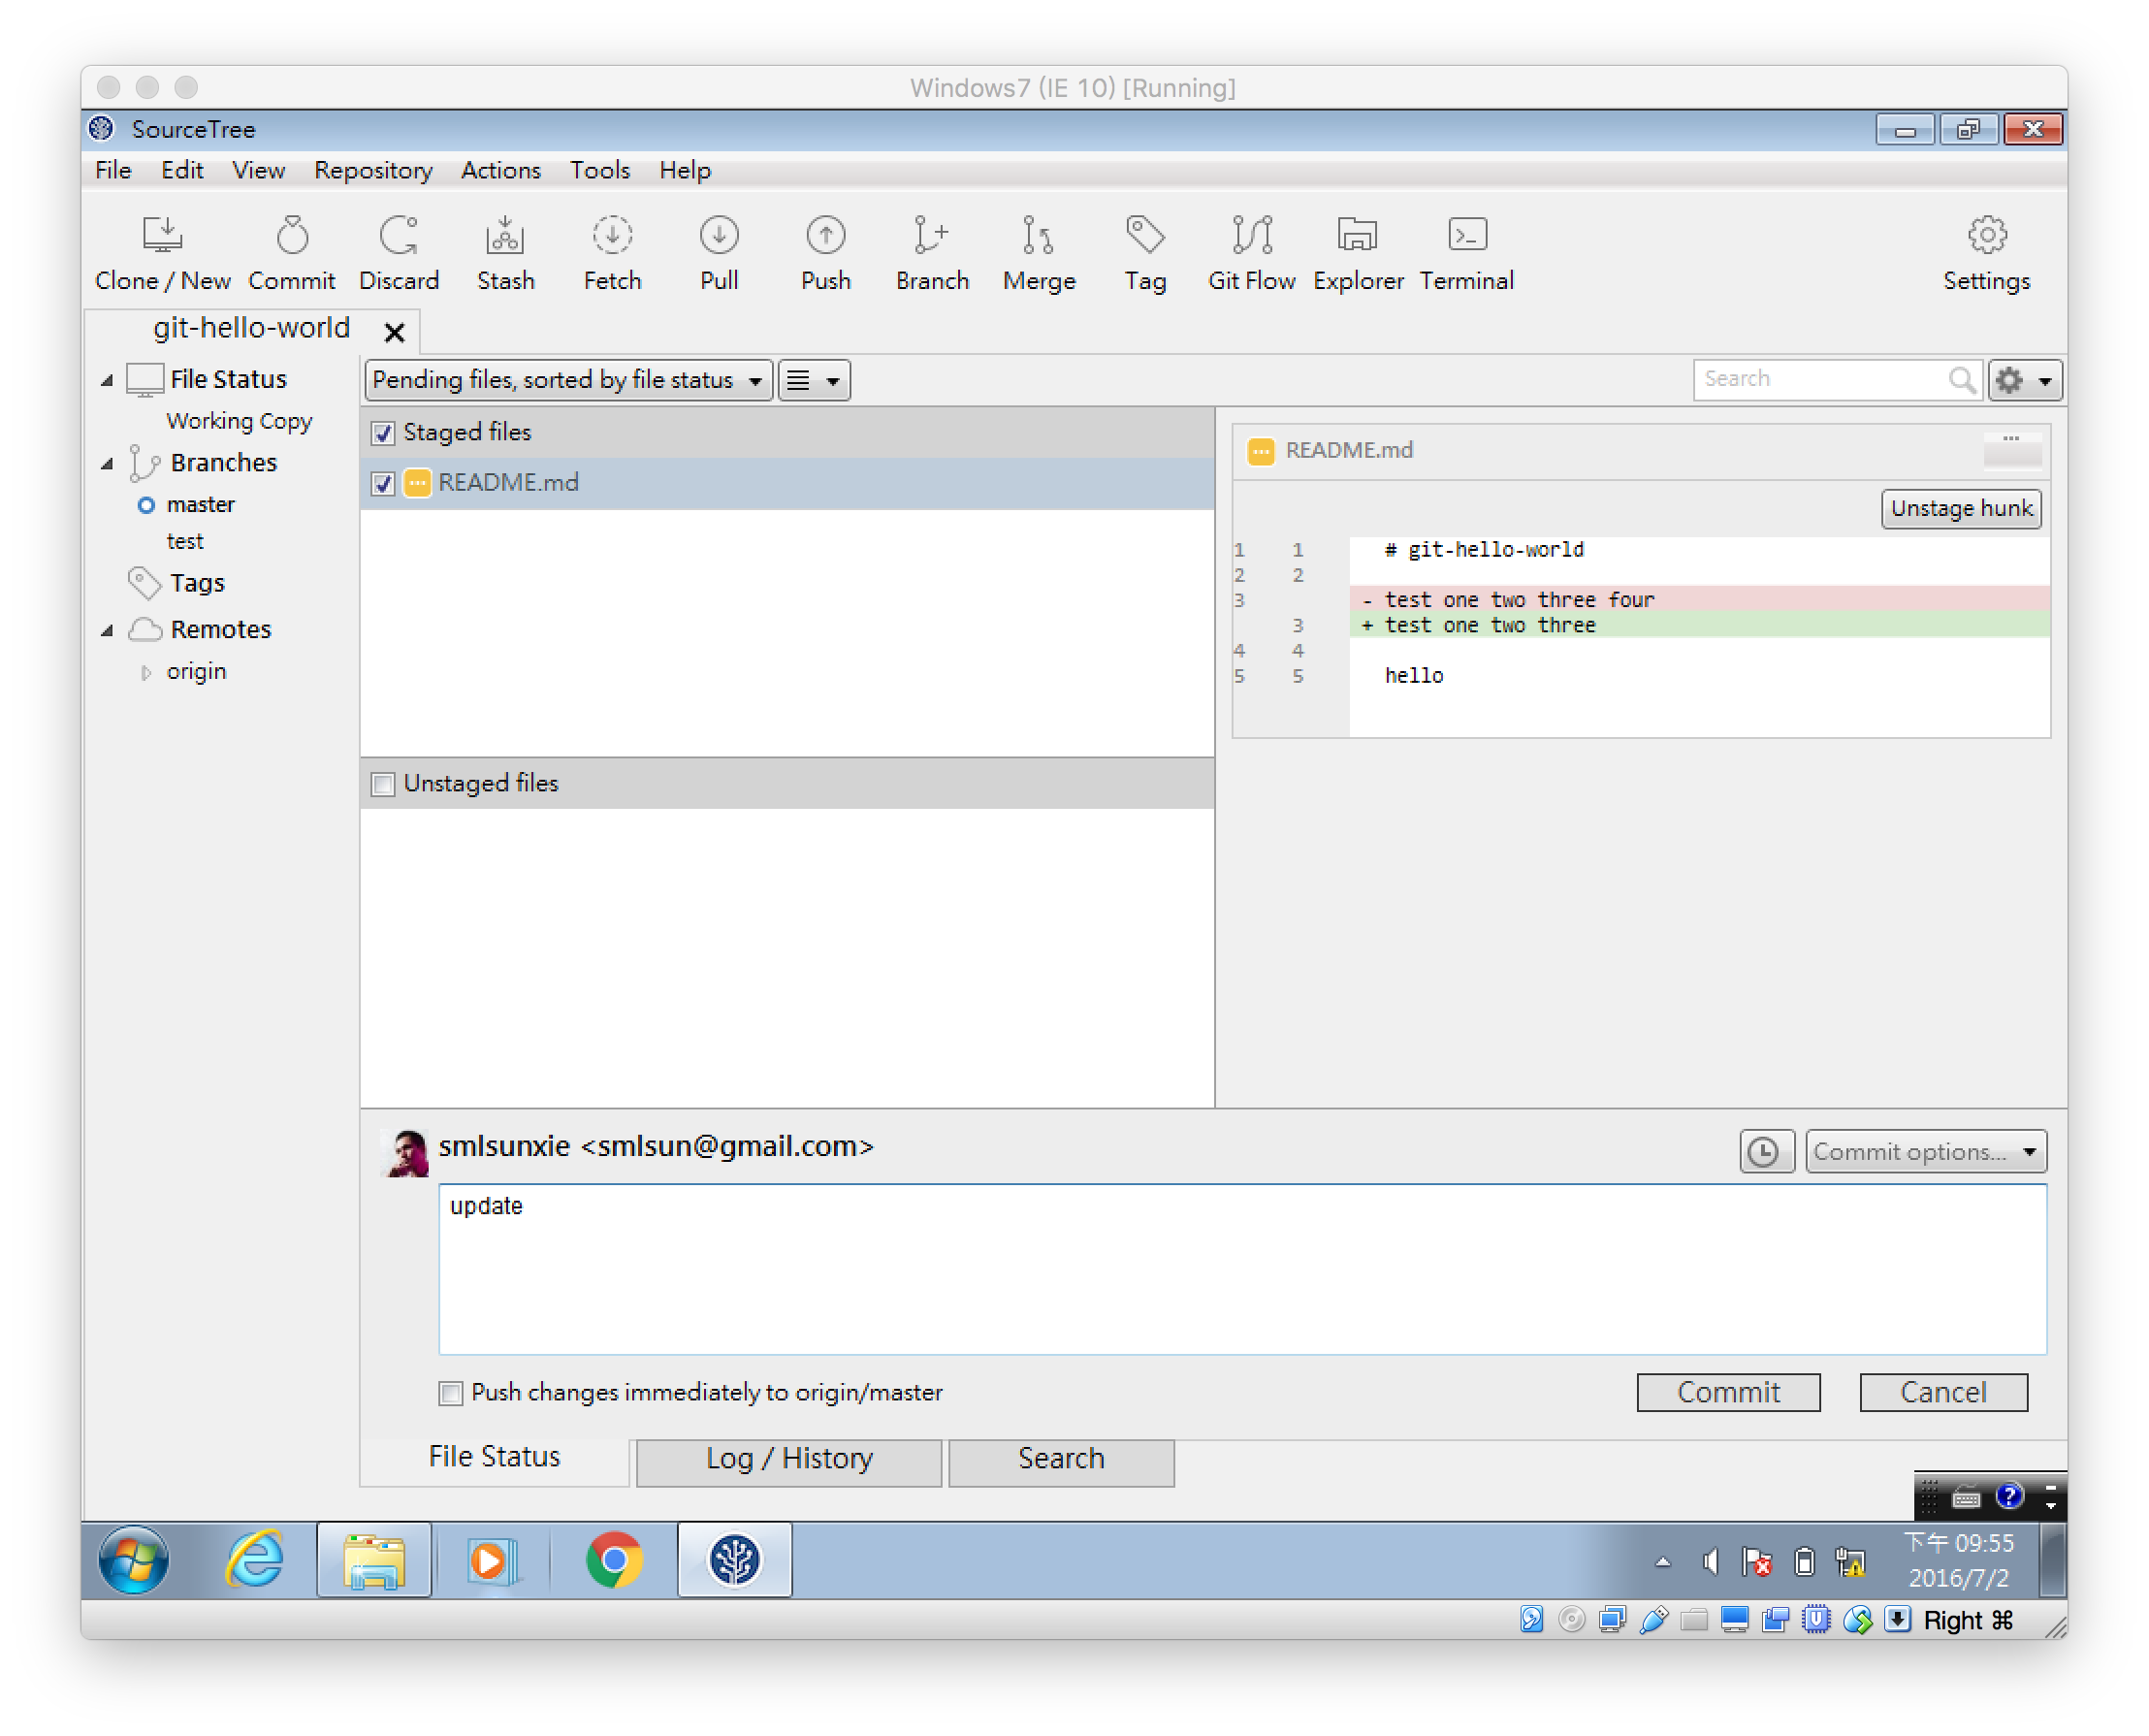 Windows7 (IE 10) [Running]
SourceTree
File Edit View Repository Actions Tools Help
Clone / New Commit Discard Stash Fetch Pull Push Branch Merge Tag Git Flow Explorer Terminal Settings
git-hello-world
File Status
Working Copy
Branches
master
test
Tags
Remotes
origin
Pending files, sorted by file status
Search
Staged files
README.md
Unstaged files
README.md
Unstage hunk
1 1 # git-hello-world
2 2
3 - test one two three four
3 + test one two three
4 4
5 5 hello
smlsunxie <smlsun@gmail.com>
Commit options...
update
Push changes immediately to origin/master
Commit Cancel
File Status Log / History Search
下午 09:55
2016/7/2
Right ⌘